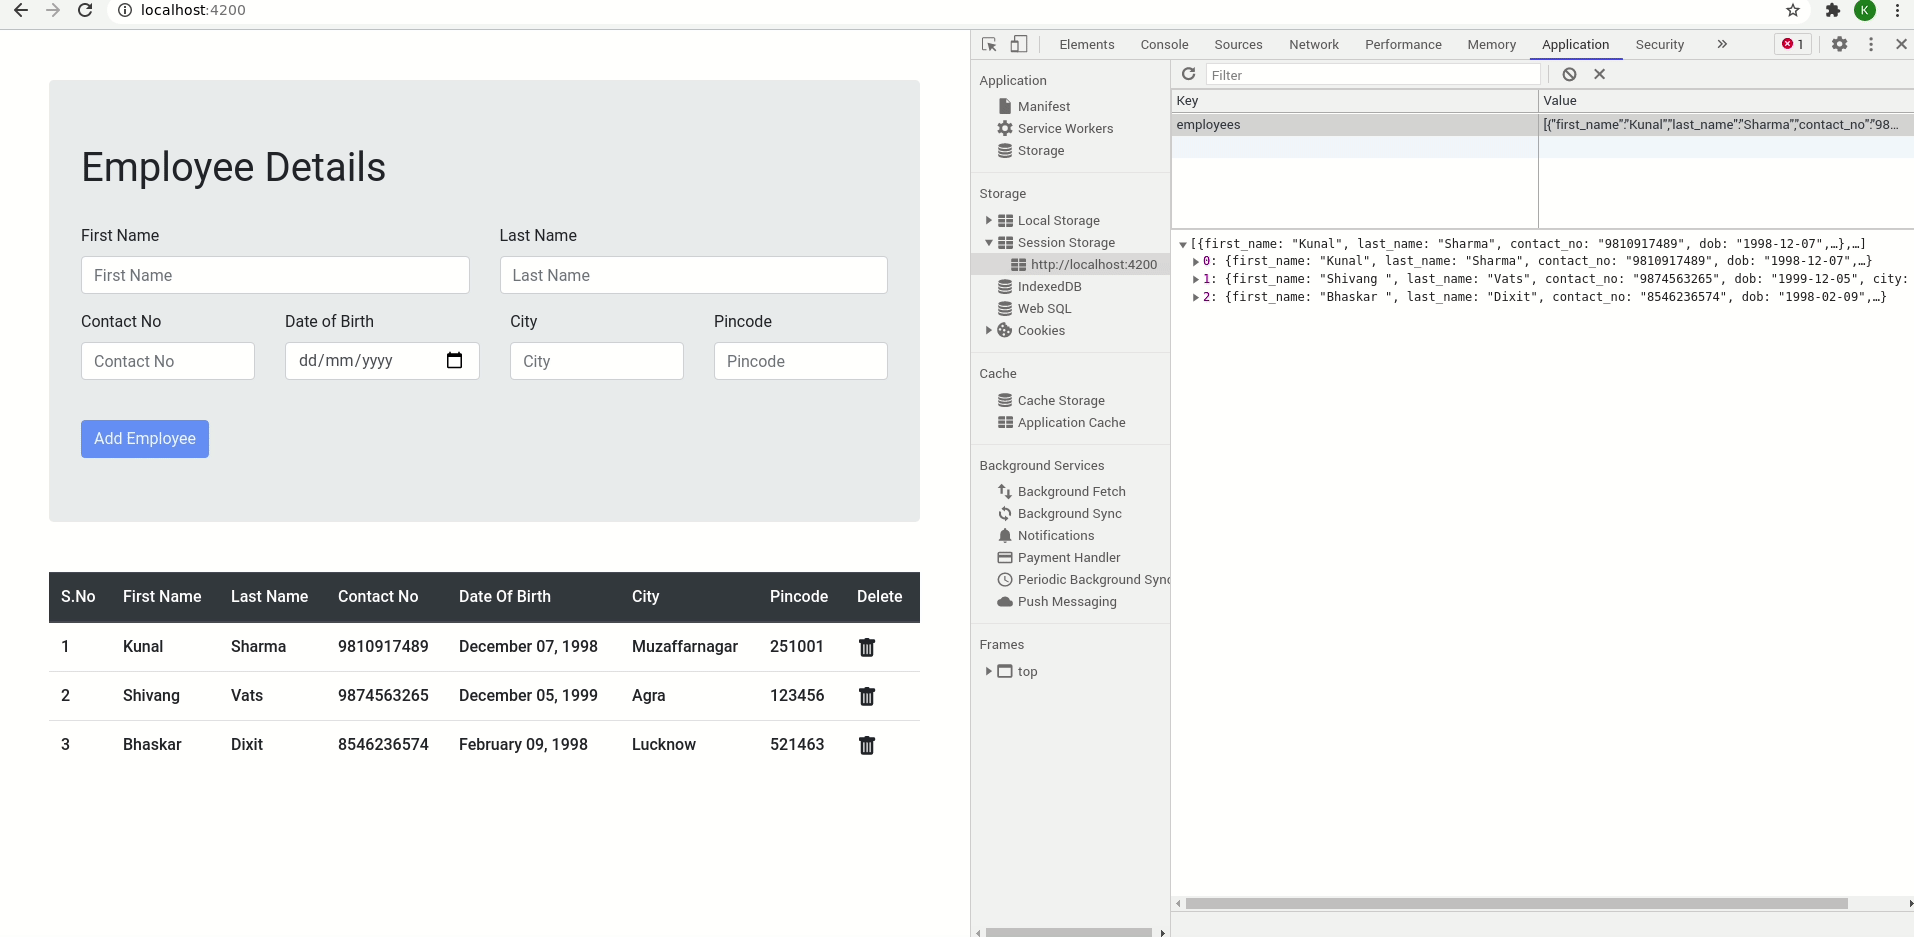 localhost:4200
K
Employee Details
First Name Last Name
First Name Last Name
Contact No Date of Birth City Pincode
Contact No dd/mm/yyyy City Pincode
Add Employee
S.No First Name Last Name Contact No Date Of Birth City Pincode Delete
1 Kunal Sharma 9810917489 December 07, 1998 Muzaffarnagar 251001
2 Shivang Vats 9874563265 December 05, 1999 Agra 123456
3 Bhaskar Dixit 8546236574 February 09, 1998 Lucknow 521463
Elements Console Sources Network Performance Memory Application Security » 1
Application
Manifest
Service Workers
Storage
Storage
Local Storage
Session Storage
http://localhost:4200
IndexedDB
Web SQL
Cookies
Cache
Cache Storage
Application Cache
Background Services
Background Fetch
Background Sync
Notifications
Payment Handler
Periodic Background Sync
Push Messaging
Frames
top
Filter
Key Value
employees [{"first_name":"Kunal","last_name":"Sharma","contact_no":"98…
[{first_name: "Kunal", last_name: "Sharma", contact_no: "9810917489", dob: "1998-12-07",…},…]
0: {first_name: "Kunal", last_name: "Sharma", contact_no: "9810917489", dob: "1998-12-07",…}
1: {first_name: "Shivang ", last_name: "Vats", contact_no: "9874563265", dob: "1999-12-05", city:
2: {first_name: "Bhaskar ", last_name: "Dixit", contact_no: "8546236574", dob: "1998-02-09",…}